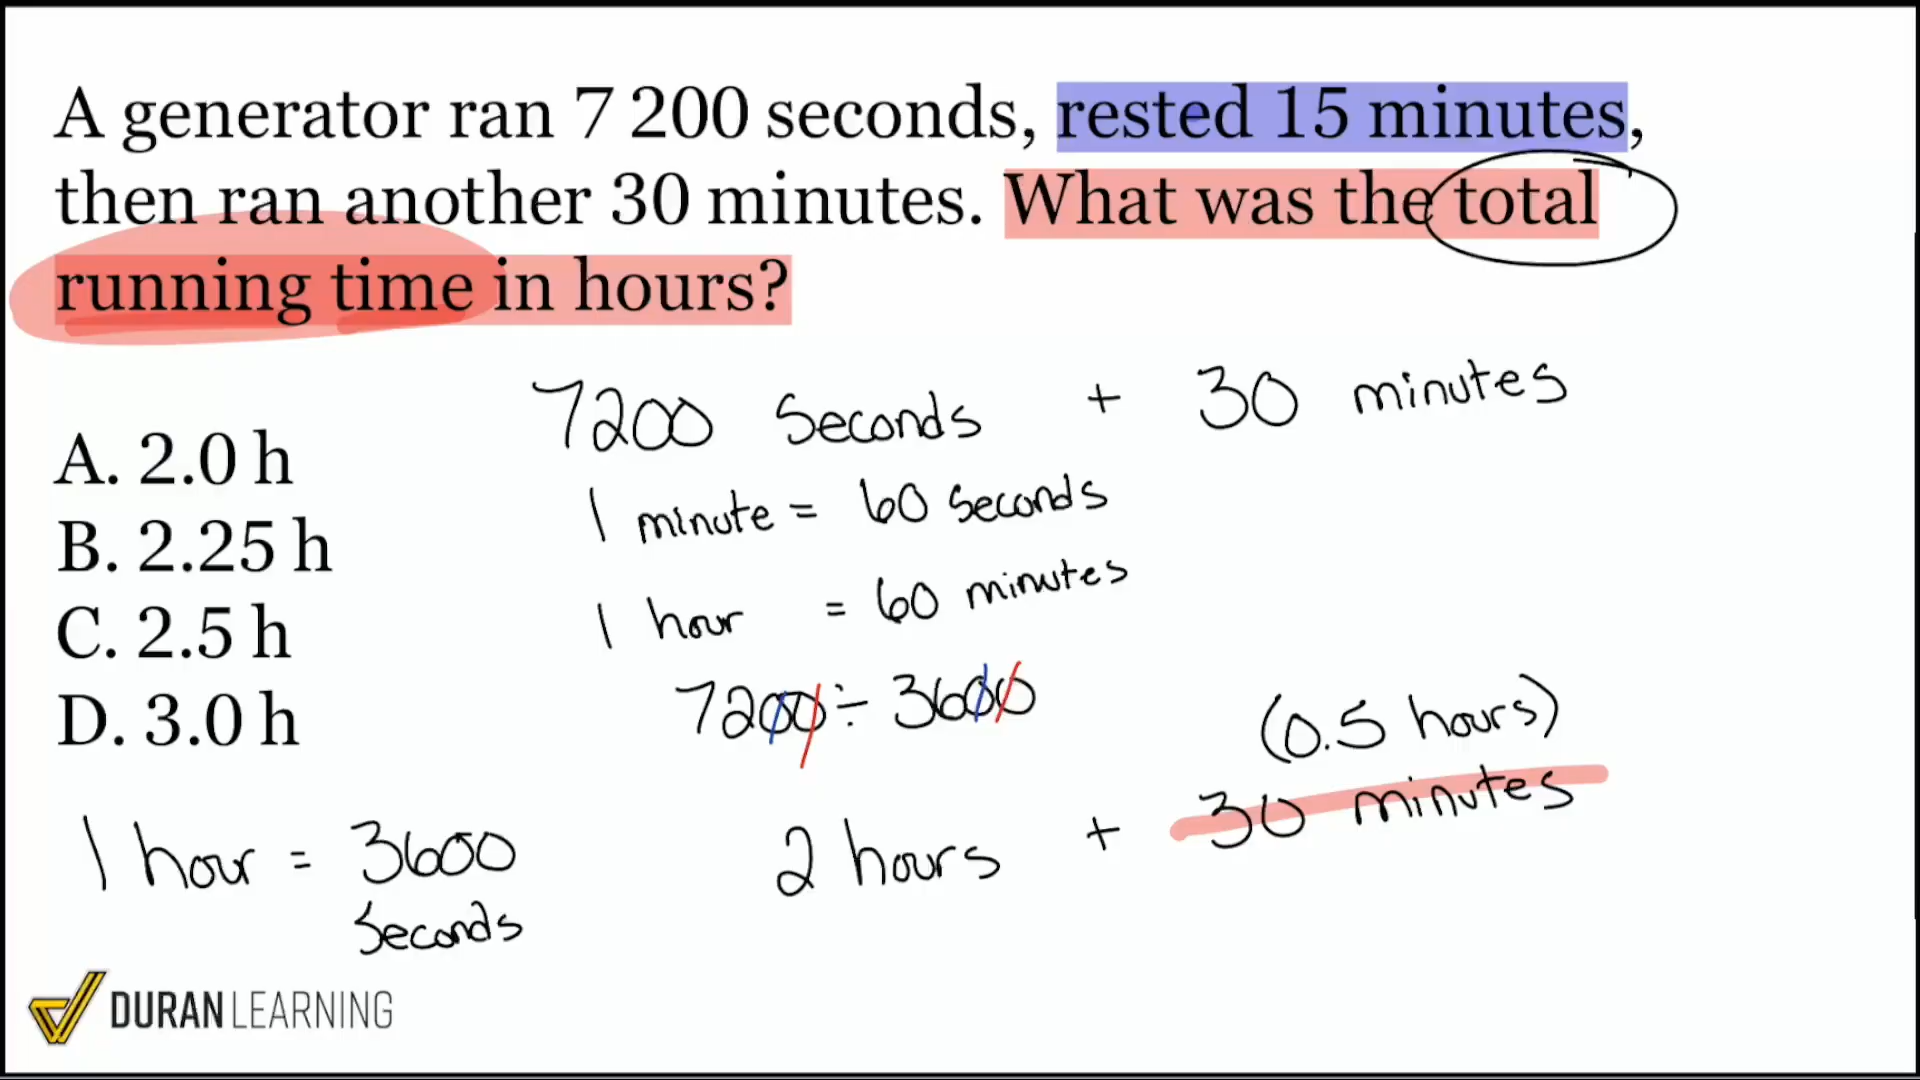 A generator ran 7 200 seconds, rested 15 minutes,
then ran another 30 minutes. What was the total
running time in hours?
7200 Seconds + 30 minutes
A. 2.0 h
1 minute = 60 Seconds
B. 2.25 h
1 hour = 60 minutes
C. 2.5 h
7200 ÷ 3600
D. 3.0 h
(0.5 hours)
1 hour = 3600
Seconds
2 hours + 30 minutes
DURAN LEARNING